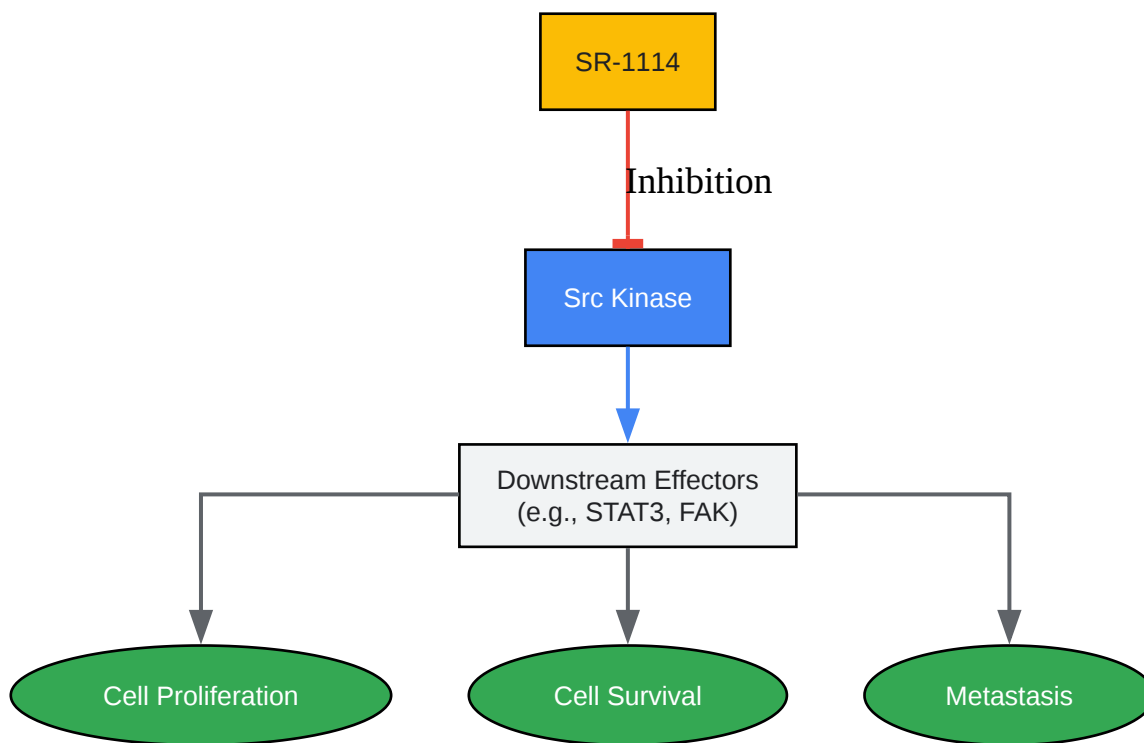 SR-1114
Inhibition
Src Kinase
Downstream Effectors
(e.g., STAT3, FAK)
Cell Proliferation
Cell Survival
Metastasis